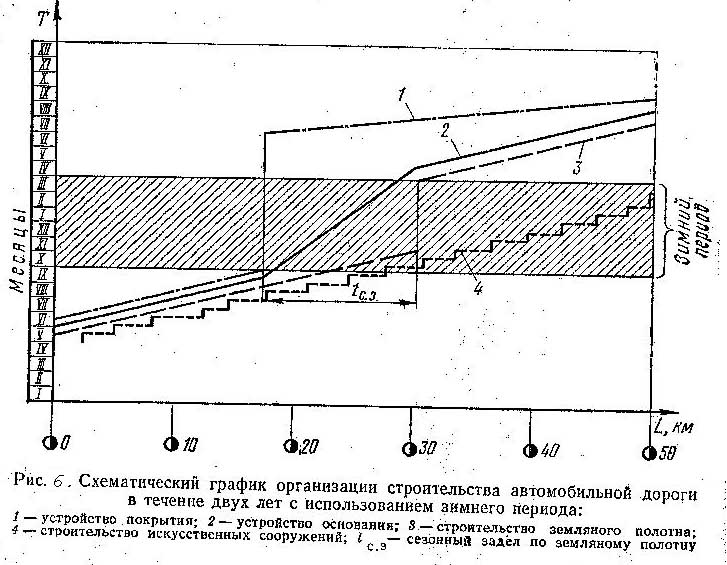 T
XII
XI
X
IX
VIII
VII
VI
V
IV
III
II
I
XII
XI
X
IX
VIII
VII
VI
V
IV
III
II
I
Месяцы
1
2
3
4
tс.з.
Зимний период
L, км
0
10
20
30
40
50
Рис. 6. Схематический график организации строительства автомобильной дороги
в течение двух лет с использованием зимнего периода:
1 — устройство покрытия; 2 — устройство основания; 3 — строительство земляного полотна;
4 — строительство искусственных сооружений; lс.з — сезонный задел по земляному полотну